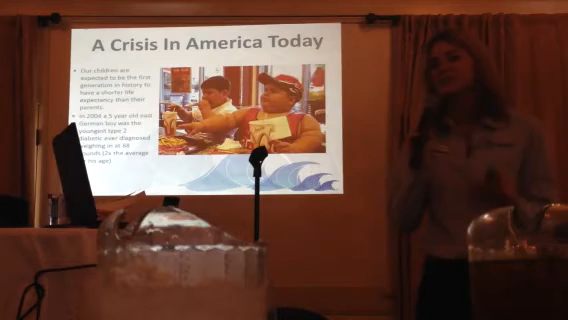 A Crisis In America Today
• Our children are
expected to be the first
generation in history to
have a shorter life
expectancy than their
parents.
• In 2006 a 5 year old east
German boy was the
youngest type 2
diabetic ever diagnosed
weighing in at
(2x the average
his age)